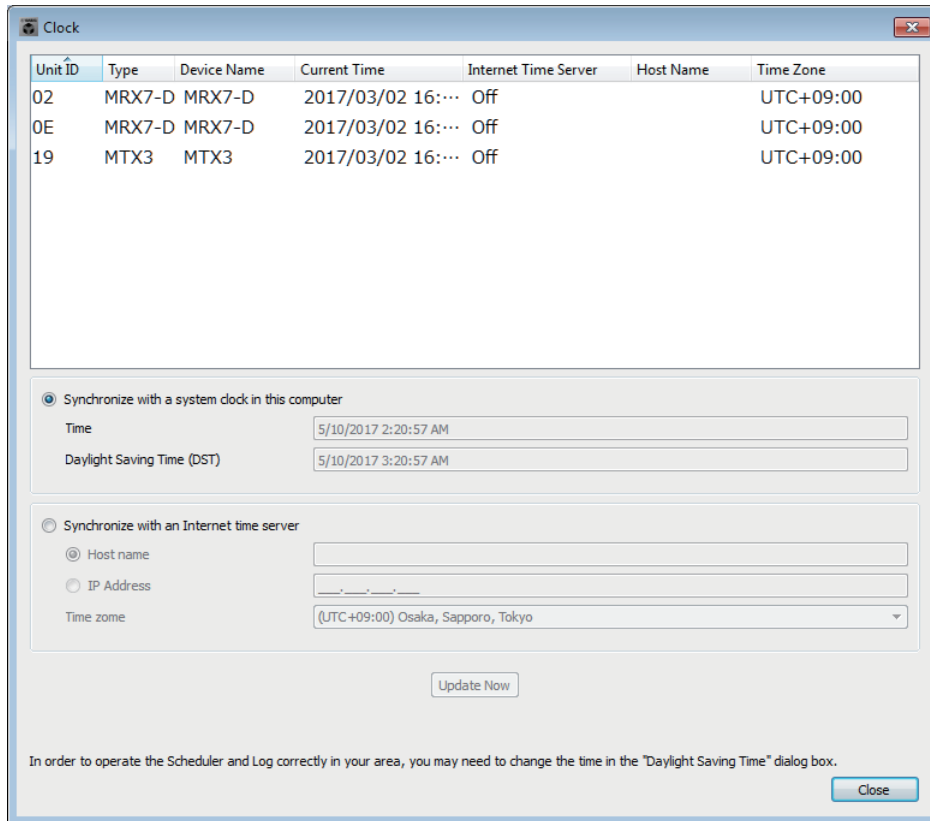 Clock
Unit ID Type Device Name Current Time Internet Time Server Host Name Time Zone
02 MRX7-D MRX7-D 2017/03/02 16:··· Off UTC+09:00
0E MRX7-D MRX7-D 2017/03/02 16:··· Off UTC+09:00
19 MTX3 MTX3 2017/03/02 16:··· Off UTC+09:00
Synchronize with a system clock in this computer
Time 5/10/2017 2:20:57 AM
Daylight Saving Time (DST) 5/10/2017 3:20:57 AM
Synchronize with an Internet time server
Host name
IP Address ___.___.___.___
Time zome (UTC+09:00) Osaka, Sapporo, Tokyo
Update Now
In order to operate the Scheduler and Log correctly in your area, you may need to change the time in the "Daylight Saving Time" dialog box.
Close